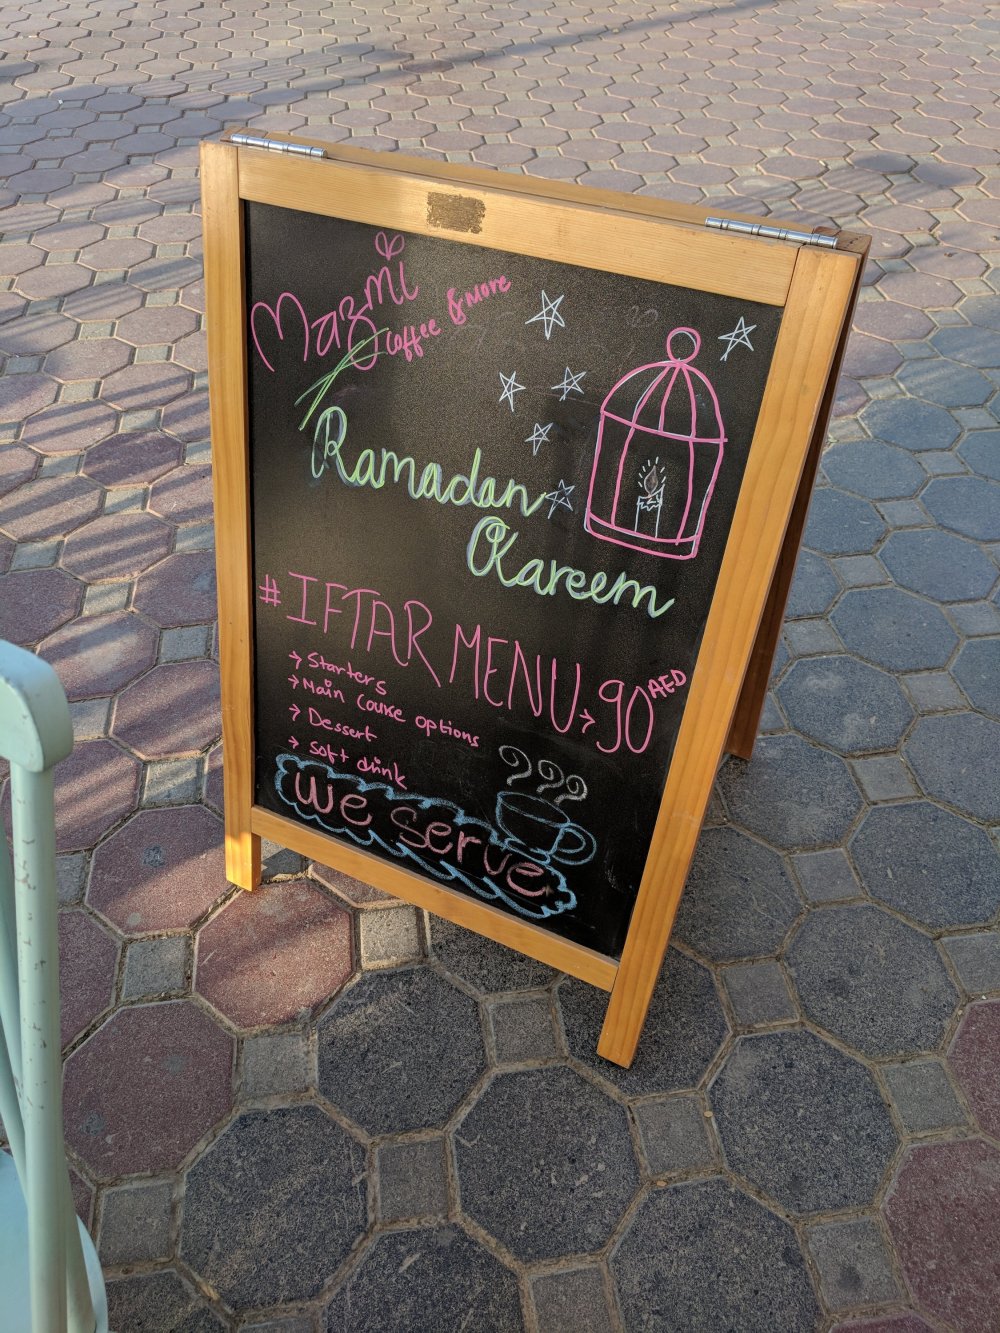 Mazmi
Coffee & More
Ramadan
Kareem
# IFTAR MENU → 90 AED
→ Starters
→ Main Course options
→ Dessert
→ Soft drink
we serve